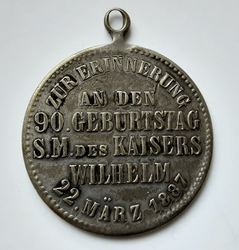 ZUR ERINNERUNG
AN DEN
90. GEBURTSTAG
S.M. DES KAISERS
WILHELM
22. MÄRZ 1887